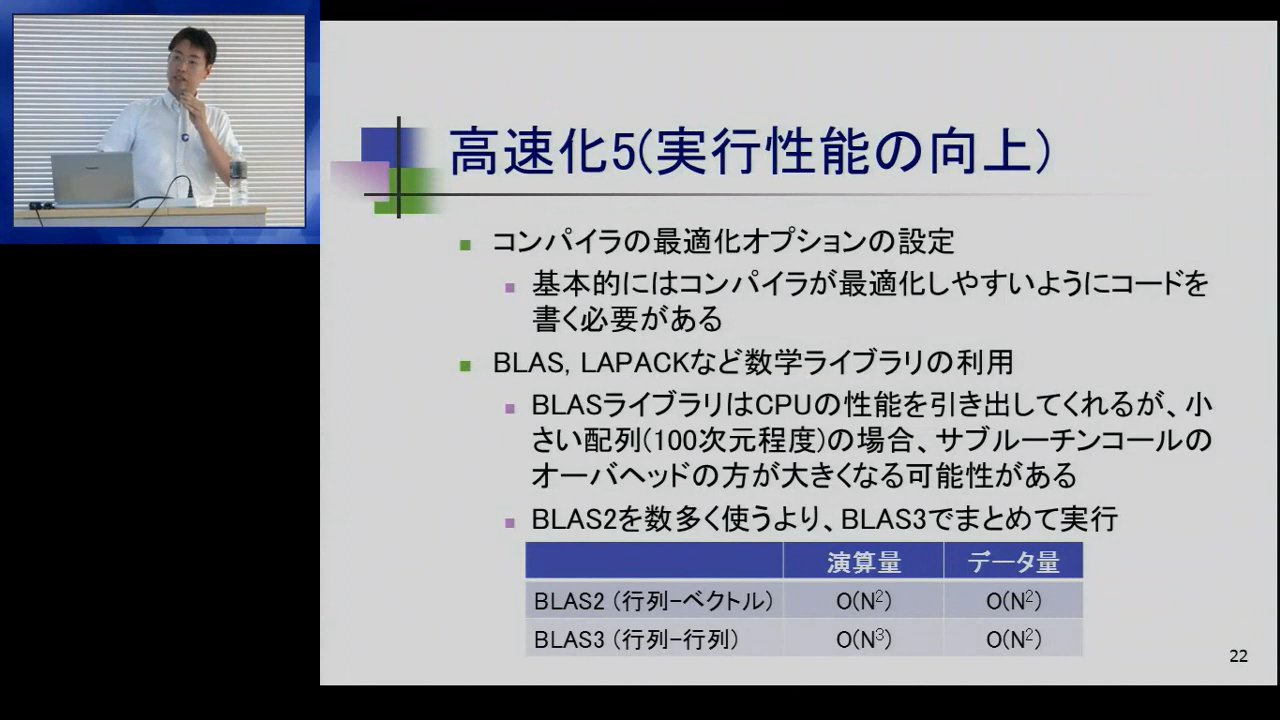 高速化5(実行性能の向上)
コンパイラの最適化オプションの設定
基本的にはコンパイラが最適化しやすいようにコードを
書く必要がある
BLAS, LAPACKなど数学ライブラリの利用
BLASライブラリはCPUの性能を引き出してくれるが、小
さい配列(100次元程度)の場合、サブルーチンコールの
オーバヘッドの方が大きくなる可能性がある
BLAS2を数多く使うより、BLAS3でまとめて実行
演算量 データ量
BLAS2 (行列-ベクトル) O(N²) O(N²)
BLAS3 (行列-行列) O(N³) O(N²)
22